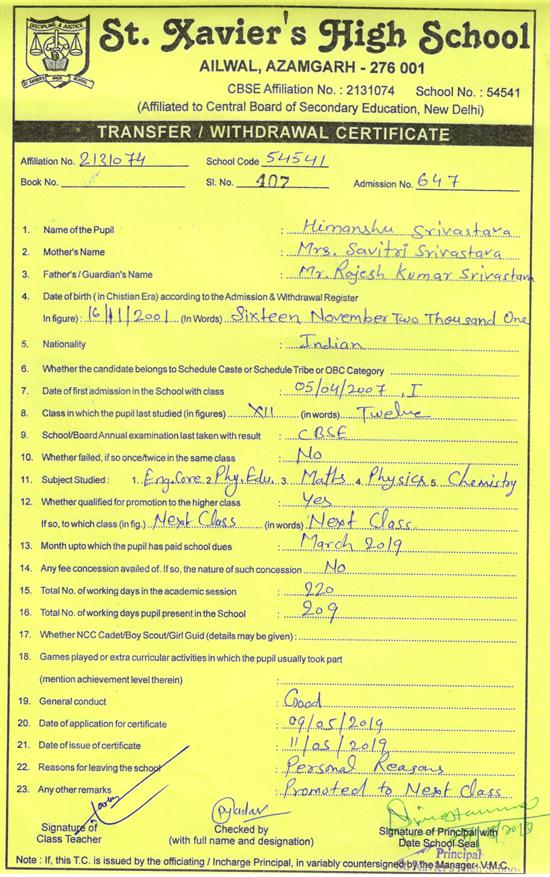 DISCIPLINE & JUSTICE
ST. XAVIER'S HIGH SCHOOL
St. Xavier's High School
AILWAL, AZAMGARH - 276 001
CBSE Affiliation No. : 2131074 School No. : 54541
(Affiliated to Central Board of Secondary Education, New Delhi)
TRANSFER / WITHDRAWAL CERTIFICATE
Affiliation No. 2131074 School Code 54541
Book No. Sl. No. 407 Admission No. 647
1. Name of the Pupil : Himanshu Srivastava
2. Mother's Name : Mrs. Savitri Srivastava
3. Father's / Guardian's Name : Mr. Rajesh Kumar Srivastava
4. Date of birth ( in Chistian Era) according to the Admission & Withdrawal Register
In figure) : 16/11/2001 (In Words) Sixteen November Two Thousand One
5. Nationality : Indian
6. Whether the candidate belongs to Schedule Caste or Schedule Tribe or OBC Category
7. Date of first admission in the School with class : 05/04/2007, I
8. Class in which the pupil last studied (in figures) XII (in words) Twelve
9. School/Board Annual examination last taken with result : CBSE
10. Whether failed, if so once/twice in the same class : No
11. Subject Studied : 1. Eng. Core 2. Phy. Edu. 3. Maths 4. Physics 5. Chemistry
12. Whether qualified for promotion to the higher class : Yes
If so, to which class (in fig.) Next Class (in words) Next Class
13. Month upto which the pupil has paid school dues : March 2019
14. Any fee concession availed of. If so, the nature of such concession No
15. Total No. of working days in the academic session : 220
16. Total No. of working days pupil present in the School : 209
17. Whether NCC Cadet/Boy Scout/Girl Guid (details may be given) :
18. Games played or extra curricular activities in which the pupil usually took part
(mention achievement level therein) :
19. General conduct : Good
20. Date of application for certificate : 09/05/2019
21. Date of issue of certificate : 11/05/2019
22. Reasons for leaving the school : Personal Reasons
23. Any other remarks : Promoted to Next Class
Signature of Checked by Signature of Principal with
Class Teacher (with full name and designation) Date School Seal
Principal
St. Xavier's High School
Note : If, this T.C. is issued by the officiating / Incharge Principal, in variably countersigned by the Manager- V.M.C.